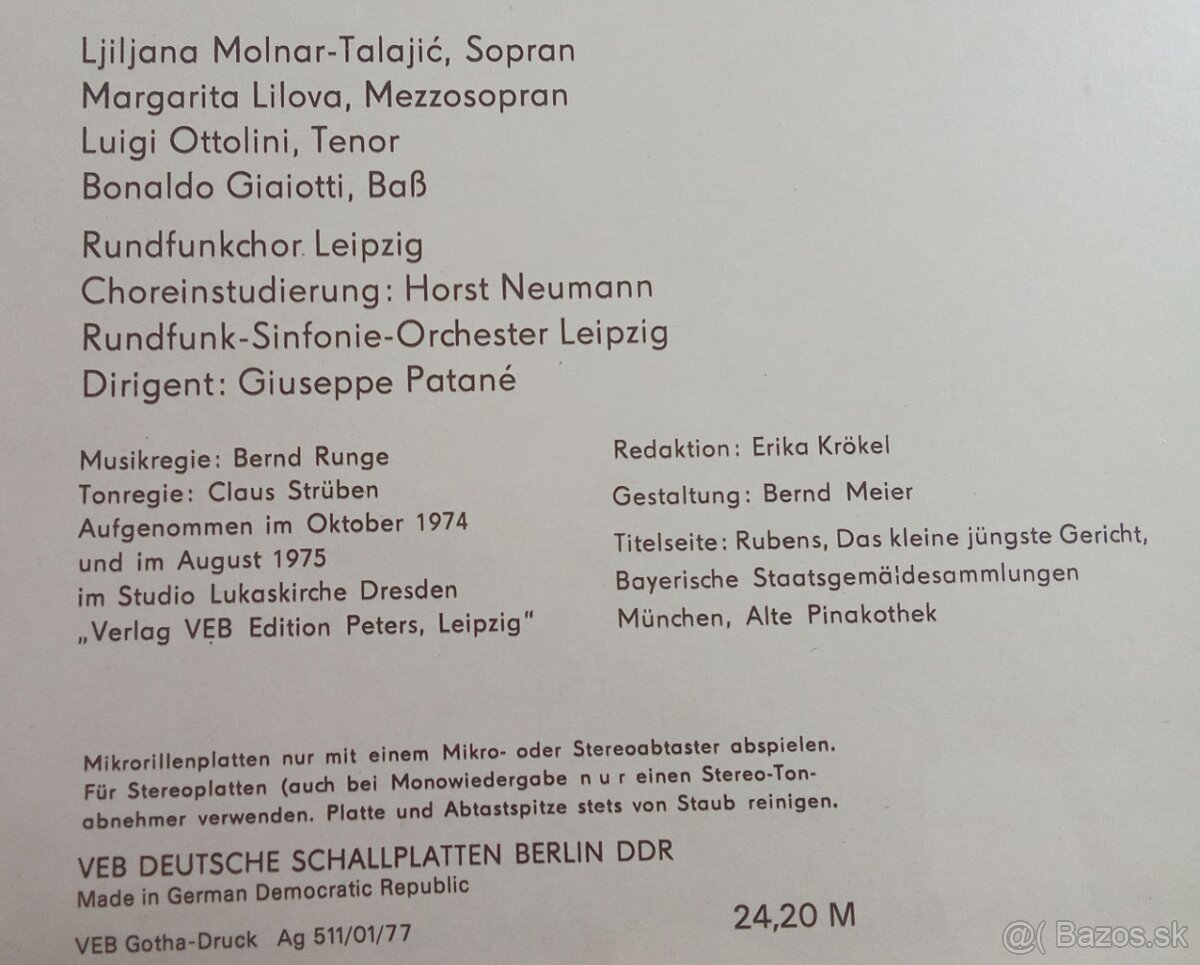 Ljiljana Molnar-Talajić, Sopran
Margarita Lilova, Mezzosopran
Luigi Ottolini, Tenor
Bonaldo Giaiotti, Baß
Rundfunkchor Leipzig
Choreinstudierung: Horst Neumann
Rundfunk-Sinfonie-Orchester Leipzig
Dirigent: Giuseppe Patané
Musikregie: Bernd Runge
Tonregie: Claus Strüben
Aufgenommen im Oktober 1974
und im August 1975
im Studio Lukaskirche Dresden
„Verlag VEB Edition Peters, Leipzig"
Redaktion: Erika Krökel
Gestaltung: Bernd Meier
Titelseite: Rubens, Das kleine jüngste Gericht,
Bayerische Staatsgemäldesammlungen
München, Alte Pinakothek
Mikrorillenplatten nur mit einem Mikro- oder Stereoabtaster abspielen.
Für Stereoplatten (auch bei Monowiedergabe n u r einen Stereo-Ton-
abnehmer verwenden. Platte und Abtastspitze stets von Staub reinigen.
VEB DEUTSCHE SCHALLPLATTEN BERLIN DDR
Made in German Democratic Republic
VEB Gotha-Druck Ag 511/01/77
24,20 M
@( Bazos.sk